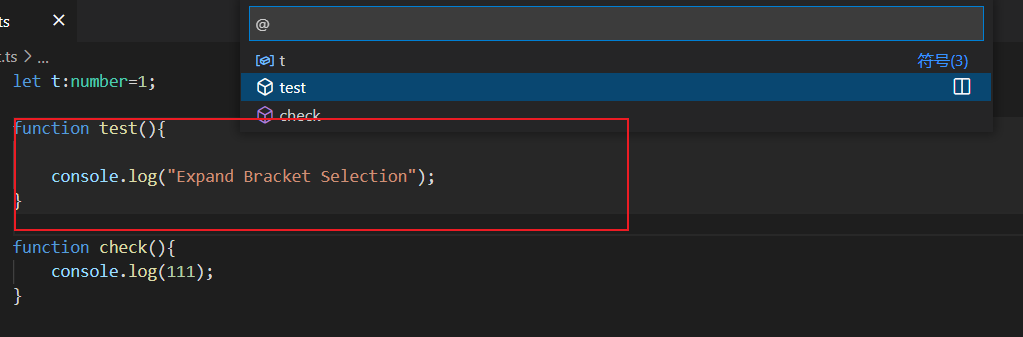 ts
@
.ts > ...
t 符号(3)
test
check
let t:number=1;
function test(){
console.log("Expand Bracket Selection");
}
function check(){
console.log(111);
}